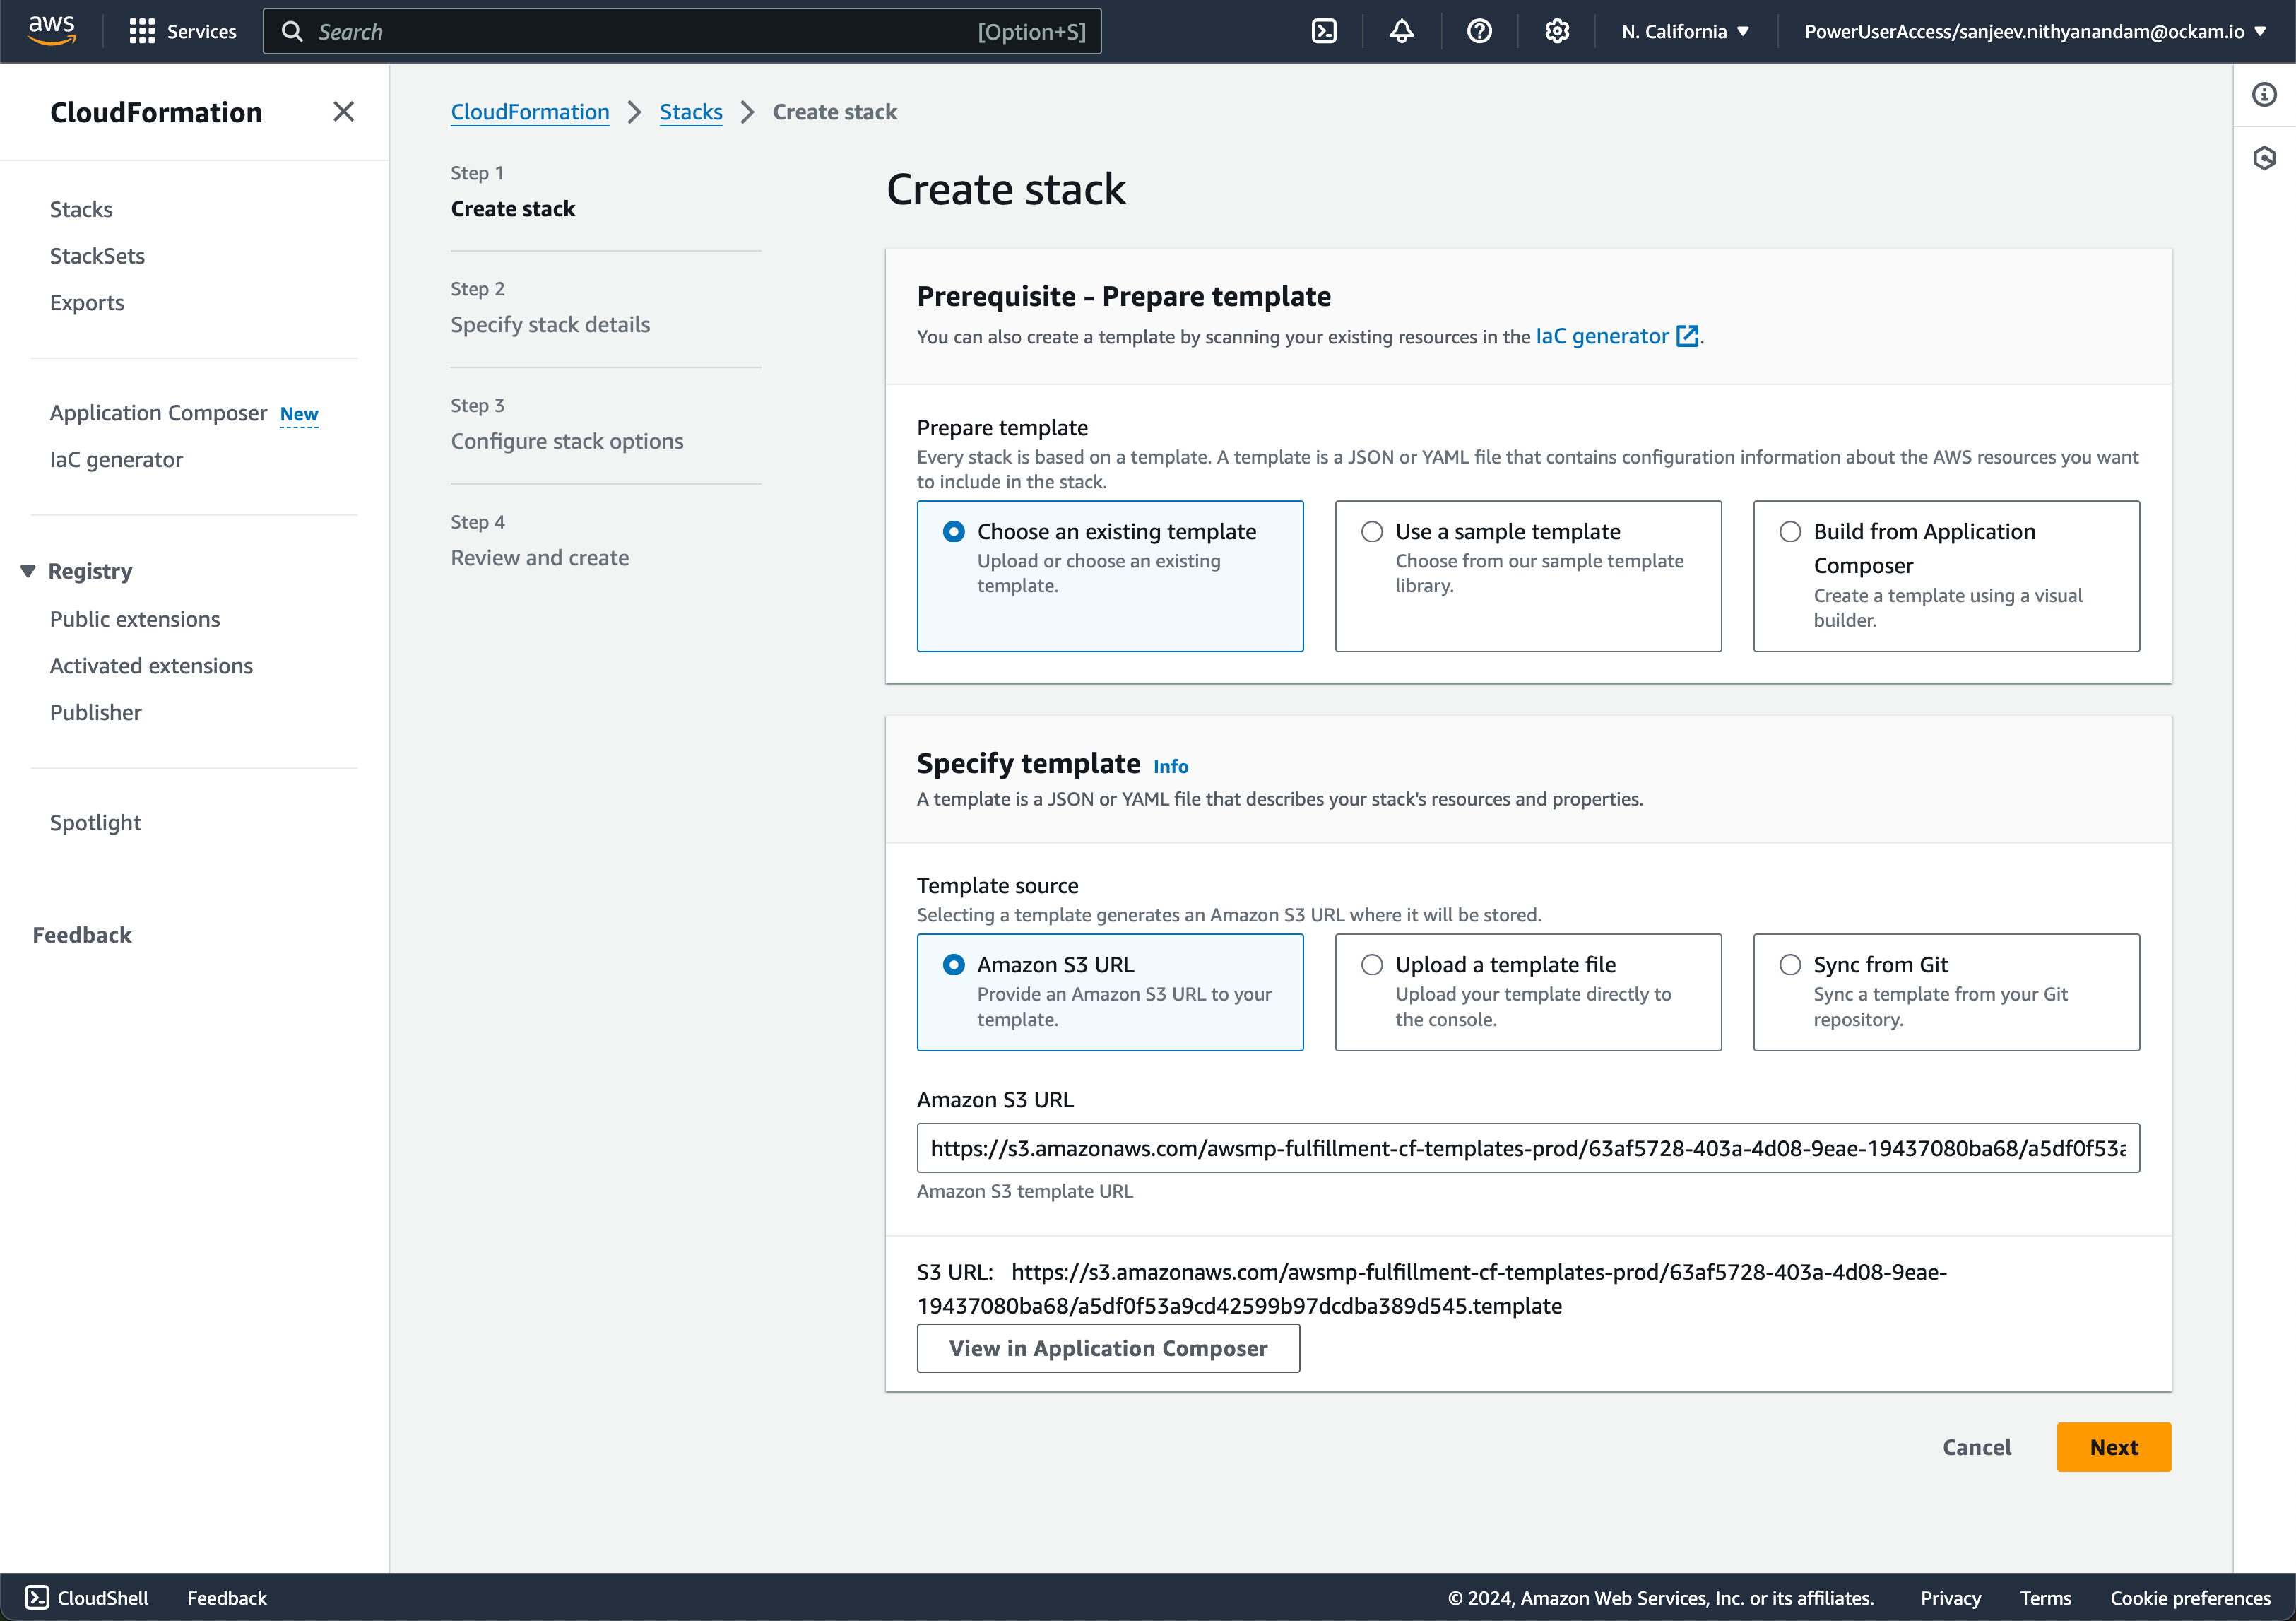 aws
Services
Search
[Option+S]
N. California
PowerUserAccess/sanjeev.nithyanandam@ockam.io
CloudFormation
Stacks
StackSets
Exports
Application Composer New
IaC generator
Registry
Public extensions
Activated extensions
Publisher
Spotlight
Feedback
CloudFormation > Stacks > Create stack
Step 1
Create stack
Step 2
Specify stack details
Step 3
Configure stack options
Step 4
Review and create
Create stack
Prerequisite - Prepare template
You can also create a template by scanning your existing resources in the IaC generator.
Prepare template
Every stack is based on a template. A template is a JSON or YAML file that contains configuration information about the AWS resources you want
to include in the stack.
Choose an existing template
Upload or choose an existing
template.
Use a sample template
Choose from our sample template
library.
Build from Application
Composer
Create a template using a visual
builder.
Specify template Info
A template is a JSON or YAML file that describes your stack's resources and properties.
Template source
Selecting a template generates an Amazon S3 URL where it will be stored.
Amazon S3 URL
Provide an Amazon S3 URL to your
template.
Upload a template file
Upload your template directly to
the console.
Sync from Git
Sync a template from your Git
repository.
Amazon S3 URL
https://s3.amazonaws.com/awsmp-fulfillment-cf-templates-prod/63af5728-403a-4d08-9eae-19437080ba68/a5df0f53a
Amazon S3 template URL
S3 URL: https://s3.amazonaws.com/awsmp-fulfillment-cf-templates-prod/63af5728-403a-4d08-9eae-
19437080ba68/a5df0f53a9cd42599b97dcdba389d545.template
View in Application Composer
Cancel
Next
CloudShell
Feedback
© 2024, Amazon Web Services, Inc. or its affiliates.
Privacy
Terms
Cookie preferences